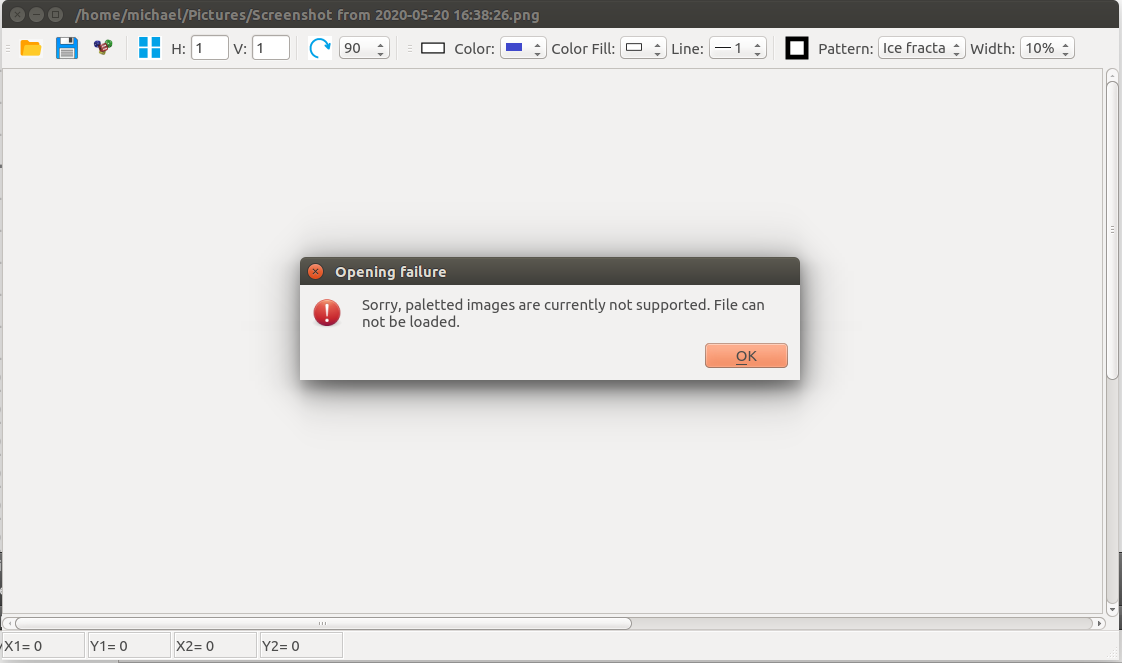 /home/michael/Pictures/Screenshot from 2020-05-20 16:38:26.png
H: 1 V: 1 90 Color: Color Fill: Line: 1 Pattern: Ice fracta Width: 10%
Opening failure
Sorry, paletted images are currently not supported. File can
not be loaded.
OK
X1= 0 Y1= 0 X2= 0 Y2= 0